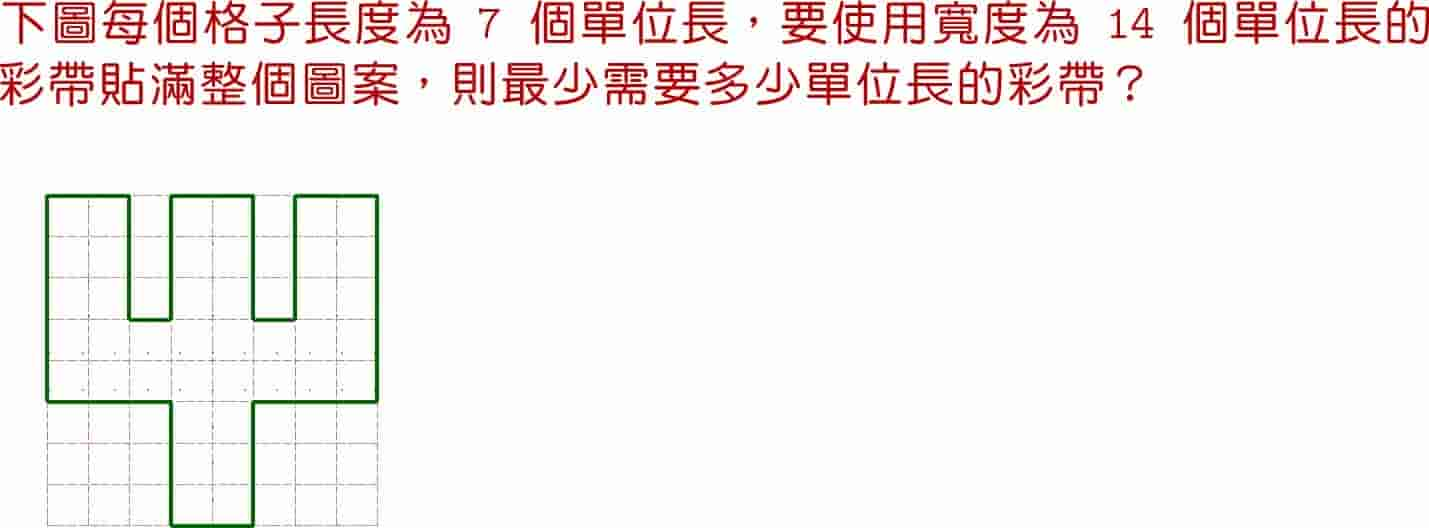 下圖每個格子長度為 7 個單位長，要使用寬度為 14 個單位長的
彩帶貼滿整個圖案，則最少需要多少單位長的彩帶？